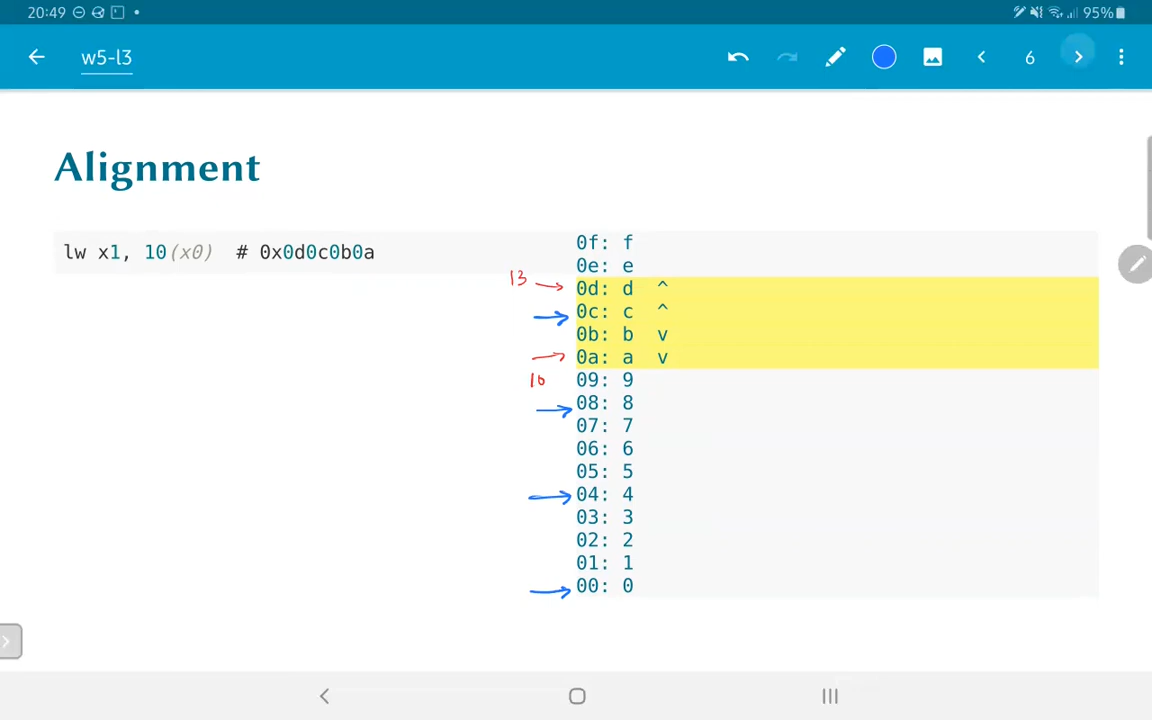 20:49 95%
w5-l3 6
Alignment
lw x1, 10(x0) # 0x0d0c0b0a
0f: f
0e: e
13 0d: d ^
0c: c ^
0b: b v
0a: a v
10 09: 9
08: 8
07: 7
06: 6
05: 5
04: 4
03: 3
02: 2
01: 1
00: 0